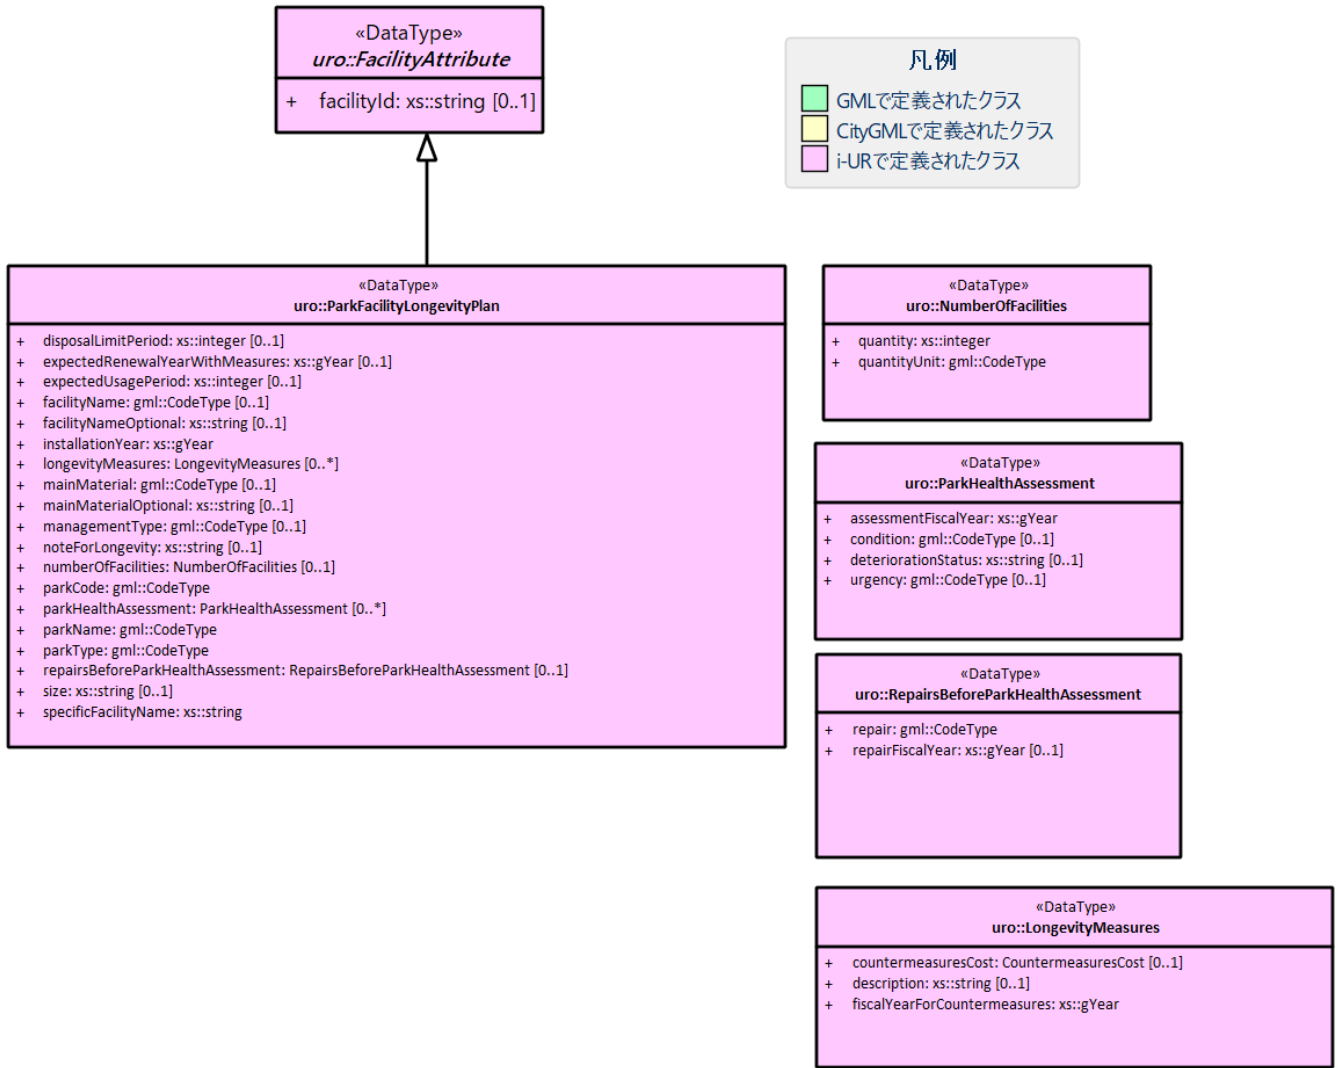 «DataType»
uro::FacilityAttribute
+ facilityId: xs::string [0..1]
凡例
GMLで定義されたクラス
CityGMLで定義されたクラス
i-URで定義されたクラス
«DataType»
uro::ParkFacilityLongevityPlan
+ disposalLimitPeriod: xs::integer [0..1]
+ expectedRenewalYearWithMeasures: xs::gYear [0..1]
+ expectedUsagePeriod: xs::integer [0..1]
+ facilityName: gml::CodeType [0..1]
+ facilityNameOptional: xs::string [0..1]
+ installationYear: xs::gYear
+ longevityMeasures: LongevityMeasures [0..*]
+ mainMaterial: gml::CodeType [0..1]
+ mainMaterialOptional: xs::string [0..1]
+ managementType: gml::CodeType [0..1]
+ noteForLongevity: xs::string [0..1]
+ numberOfFacilities: NumberOfFacilities [0..1]
+ parkCode: gml::CodeType
+ parkHealthAssessment: ParkHealthAssessment [0..*]
+ parkName: gml::CodeType
+ parkType: gml::CodeType
+ repairsBeforeParkHealthAssessment: RepairsBeforeParkHealthAssessment [0..1]
+ size: xs::string [0..1]
+ specificFacilityName: xs::string
«DataType»
uro::NumberOfFacilities
+ quantity: xs::integer
+ quantityUnit: gml::CodeType
«DataType»
uro::ParkHealthAssessment
+ assessmentFiscalYear: xs::gYear
+ condition: gml::CodeType [0..1]
+ deteriorationStatus: xs::string [0..1]
+ urgency: gml::CodeType [0..1]
«DataType»
uro::RepairsBeforeParkHealthAssessment
+ repair: gml::CodeType
+ repairFiscalYear: xs::gYear [0..1]
«DataType»
uro::LongevityMeasures
+ countermeasuresCost: CountermeasuresCost [0..1]
+ description: xs::string [0..1]
+ fiscalYearForCountermeasures: xs::gYear